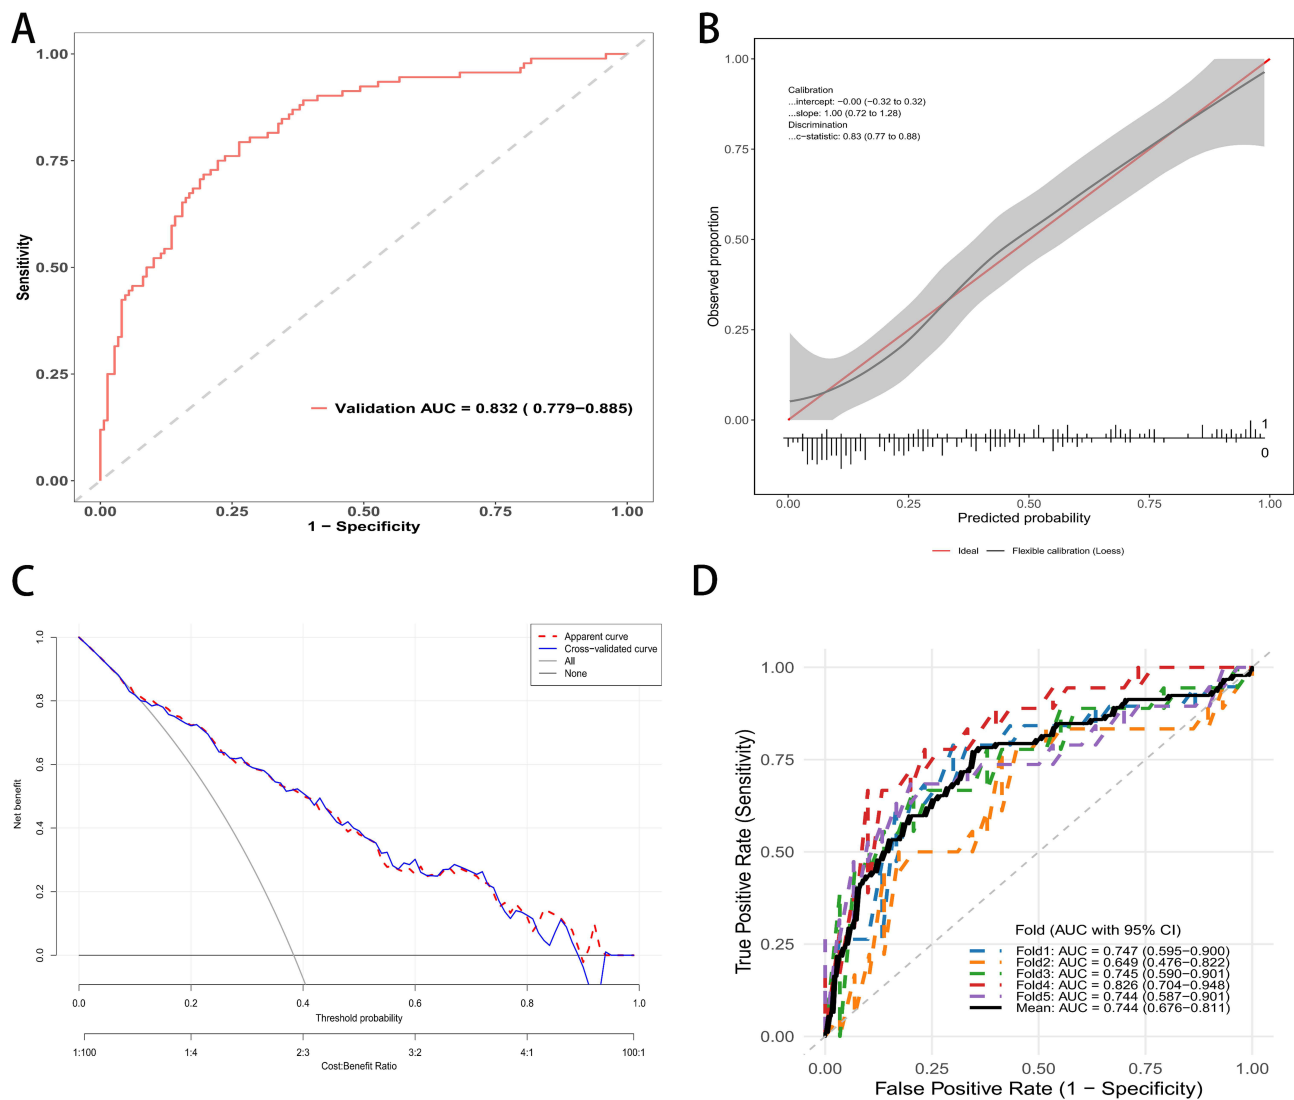 A
1.00
0.75
0.50
0.25
0.00
Sensitivity
Validation AUC = 0.832 ( 0.779−0.885)
0.00 0.25 0.50 0.75 1.00
1 − Specificity
B
1.00
0.75
0.50
0.25
0.00
Observed proportion
Calibration
...intercept: −0.00 (−0.32 to 0.32)
...slope: 1.00 (0.72 to 1.28)
Discrimination
...c−statistic: 0.83 (0.77 to 0.88)
1
0
0.00 0.25 0.50 0.75 1.00
Predicted probability
Ideal Flexible calibration (Loess)
C
1.0
0.8
0.6
0.4
0.2
0.0
Net benefit
Apparent curve
Cross−validated curve
All
None
0.0 0.2 0.4 0.6 0.8 1.0
Threshold probability
1:100 1:4 2:3 3:2 4:1 100:1
Cost:Benefit Ratio
D
1.00
0.75
0.50
0.25
0.00
True Positive Rate (Sensitivity)
Fold (AUC with 95% CI)
Fold1: AUC = 0.747 (0.595−0.900)
Fold2: AUC = 0.649 (0.476−0.822)
Fold3: AUC = 0.745 (0.590−0.901)
Fold4: AUC = 0.826 (0.704−0.948)
Fold5: AUC = 0.744 (0.587−0.901)
Mean: AUC = 0.744 (0.676−0.811)
0.00 0.25 0.50 0.75 1.00
False Positive Rate (1 − Specificity)